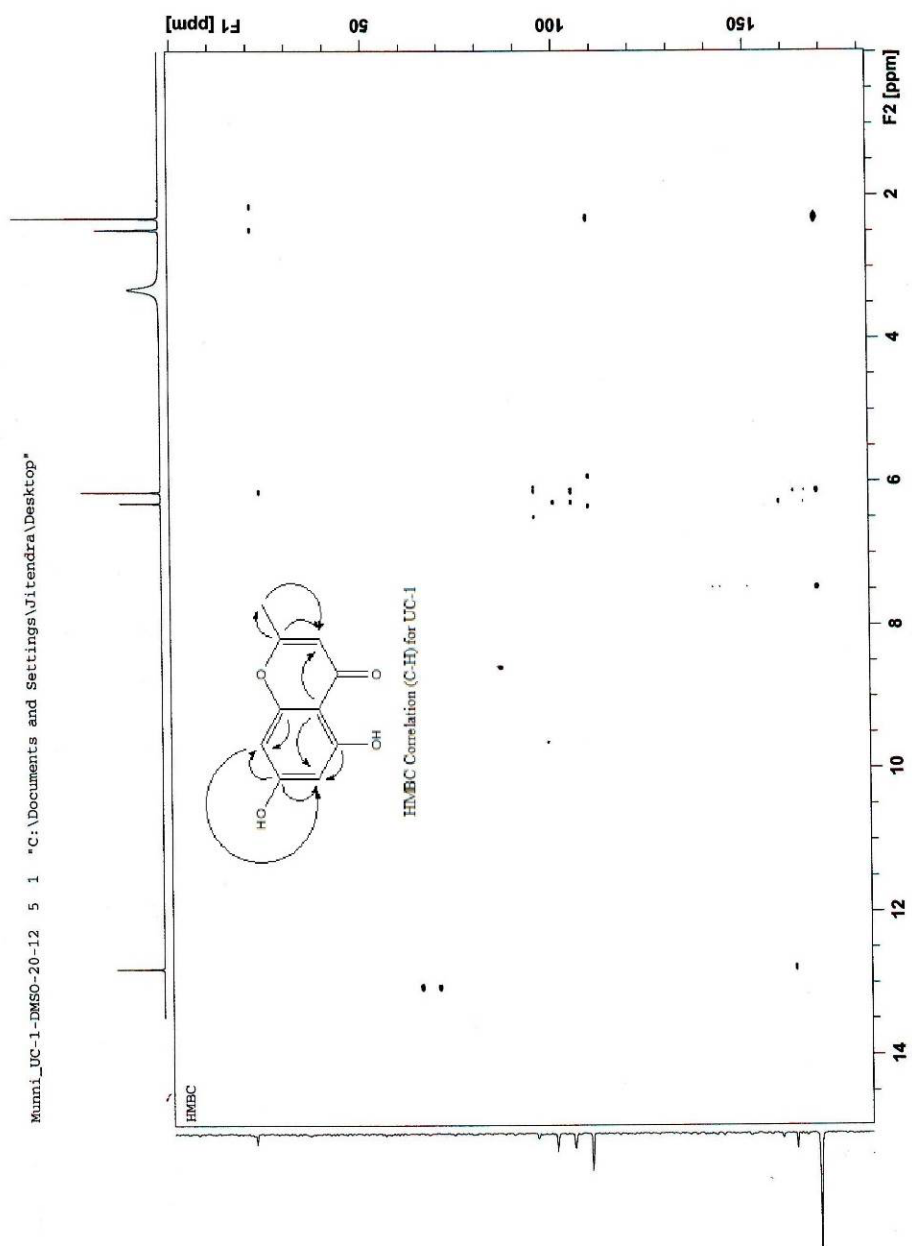 Munni_UC-1-DMSO-20-12 5 1 "C:\Documents and Settings\Jitendra\Desktop"
F1 [ppm]
50
100
150
F2 [ppm]
2
4
6
8
10
12
14
HMBC
HO
O
OH
O
HMBC Correlation (C-H) for UC-1